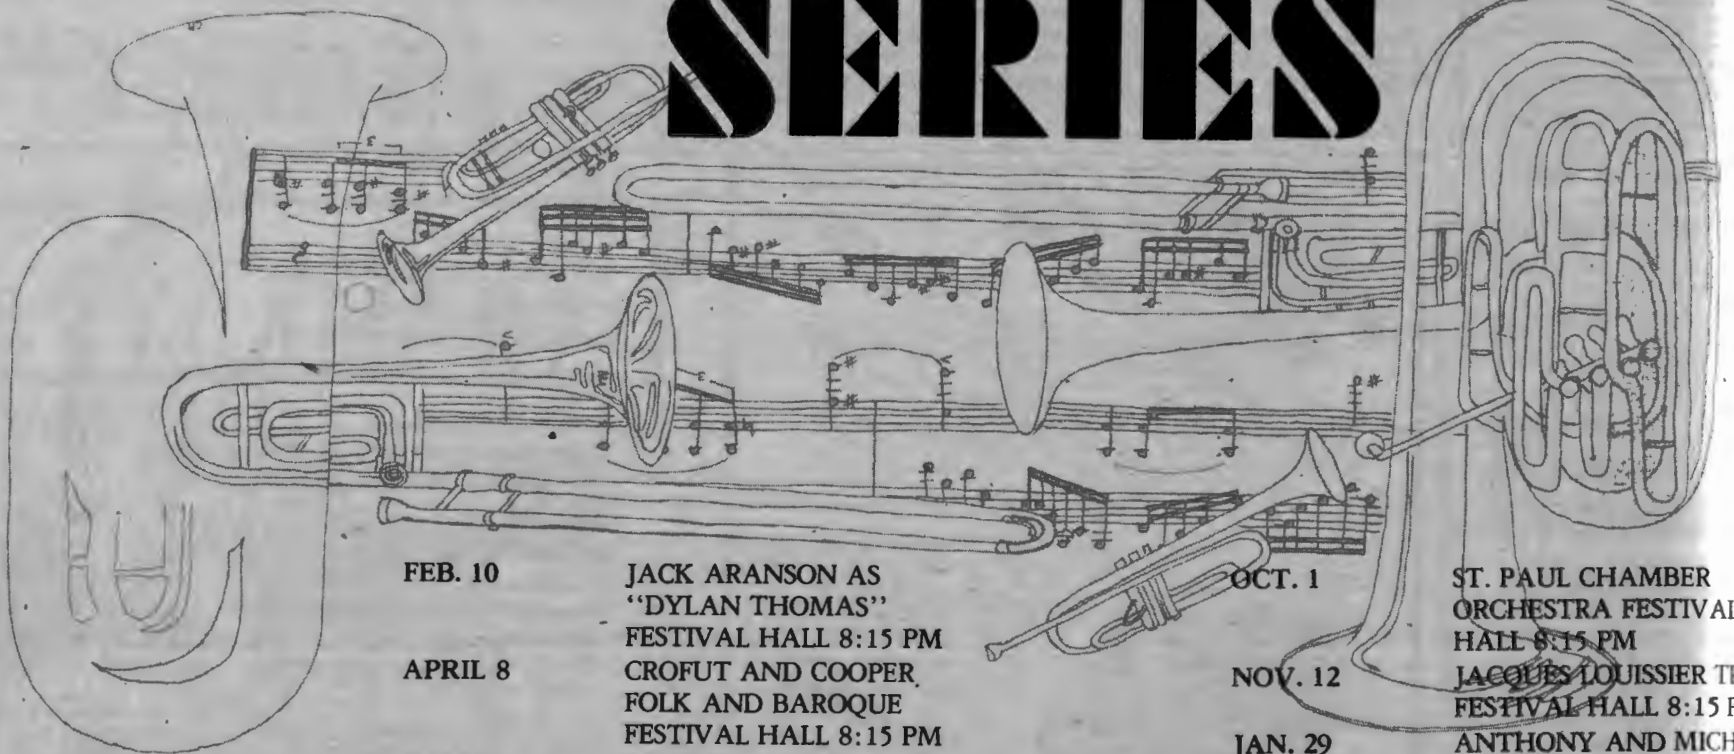 SERIES
FEB. 10
JACK ARANSON AS
“DYLAN THOMAS”
FESTIVAL HALL 8:15 PM
APRIL 8
CROFUT AND COOPER
FOLK AND BAROQUE
FESTIVAL HALL 8:15 PM
OCT. 1
ST. PAUL CHAMBER
ORCHESTRA FESTIVAL
HALL 8:15 PM
NOV. 12
JACQUES LOUISSIER
FESTIVAL HALL 8:15
JAN. 29
ANTHONY AND